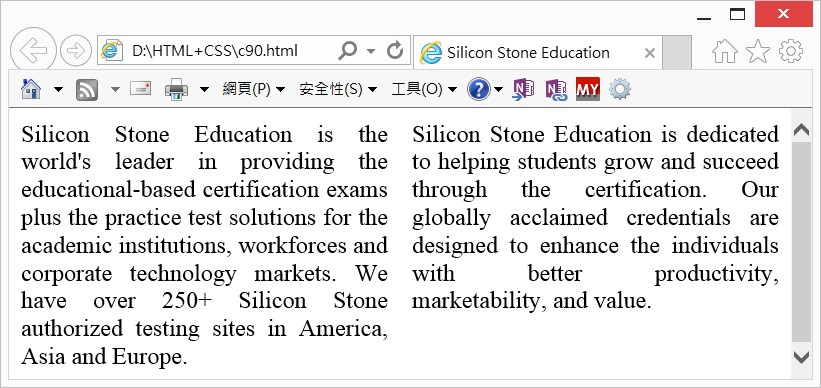 D:\HTML+CSS\c90.html
Silicon Stone Education
網頁(P)
安全性(S)
工具(O)
MY
Silicon Stone Education is the
world's leader in providing the
educational-based certification exams
plus the practice test solutions for the
academic institutions, workforces and
corporate technology markets. We
have over 250+ Silicon Stone
authorized testing sites in America,
Asia and Europe.
Silicon Stone Education is dedicated
to helping students grow and succeed
through the certification. Our
globally acclaimed credentials are
designed to enhance the individuals
with better productivity,
marketability, and value.